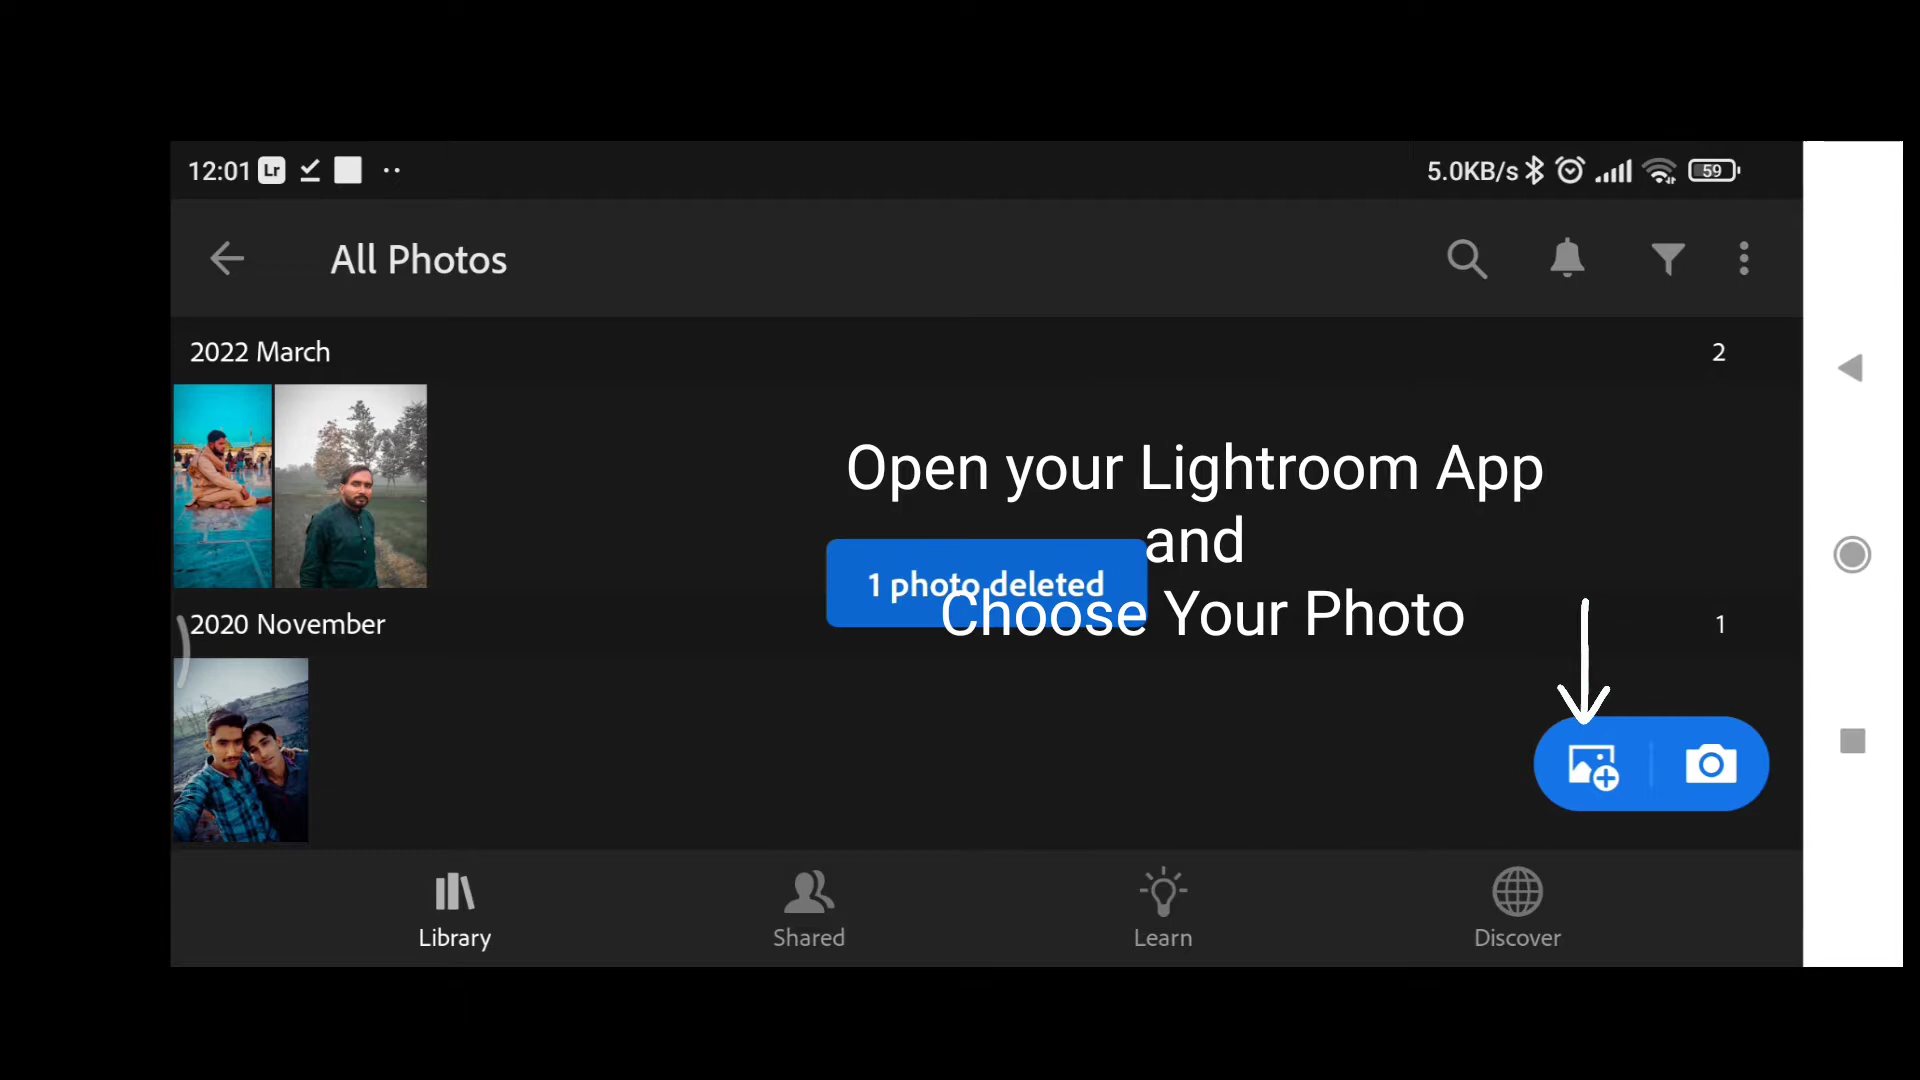 12:01 Lr
5.0KB/s 59
All Photos
2022 March
2
Open your Lightroom App
and
1 photo deleted
Choose Your Photo
2020 November
1
Library
Shared
Learn
Discover